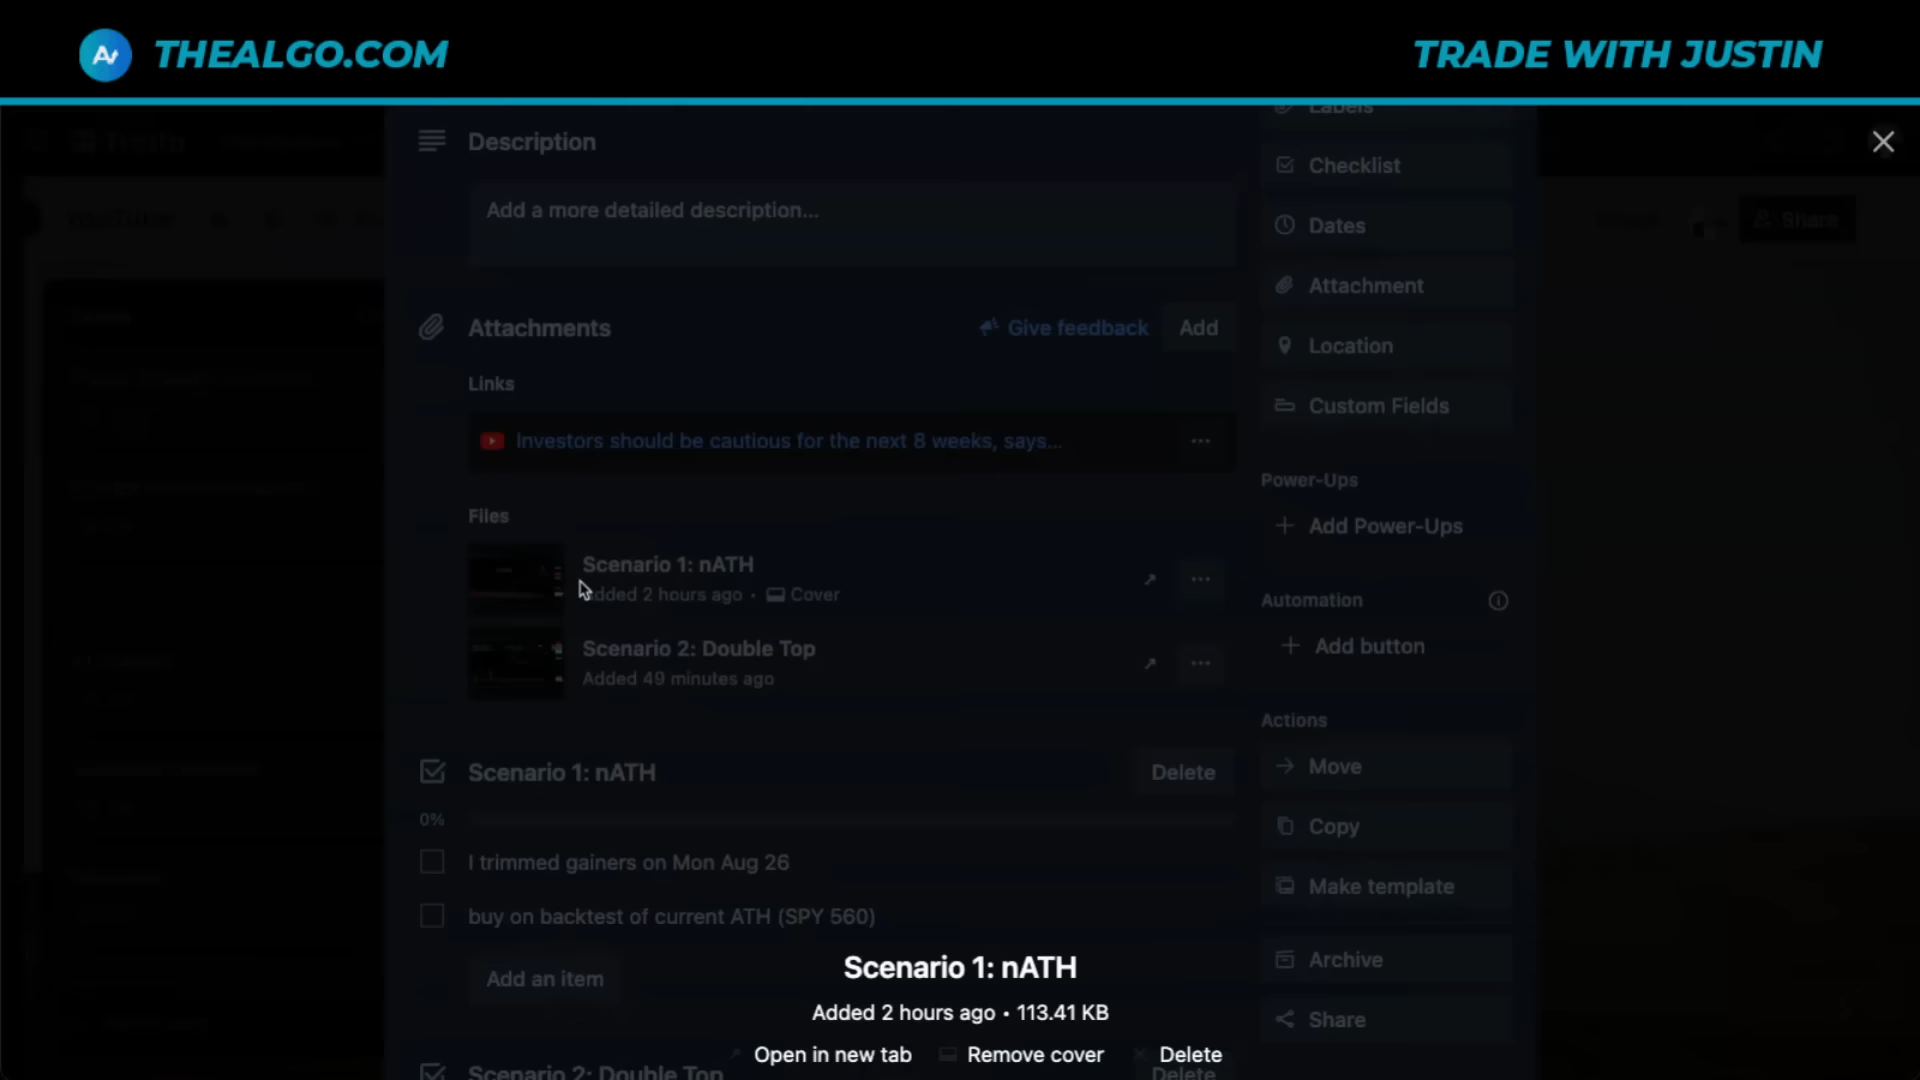 THEALGO.COM
TRADE WITH JUSTIN
Labels
Trello
Description
Checklist
Add a more detailed description...
Dates
Share
Attachment
Attachments
Give feedback
Add
Location
Links
Custom Fields
Investors should be cautious for the next 8 weeks, says...
Power-Ups
Files
Add Power-Ups
Scenario 1: nATH
Added 2 hours ago • Cover
Automation
Scenario 2: Double Top
Add button
Added 49 minutes ago
Actions
Scenario 1: nATH
Delete
Move
0%
Copy
I trimmed gainers on Mon Aug 26
Make template
buy on backtest of current ATH (SPY 560)
Archive
Add an item
Scenario 1: nATH
Added 2 hours ago • 113.41 KB
Share
Open in new tab
Remove cover
Delete
Scenario 2: Double Top
Delete